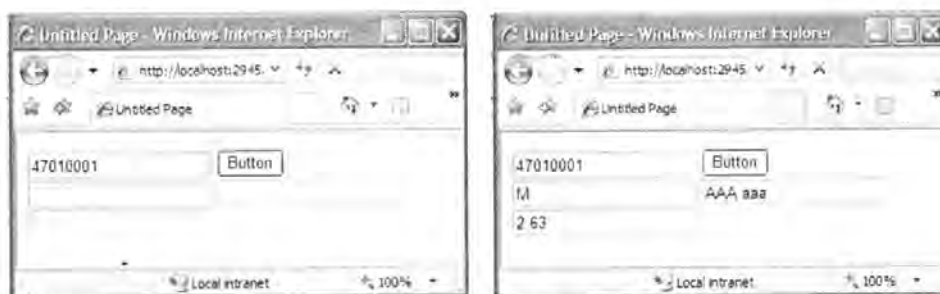 Untitled Page - Windows Internet Explorer
http://localhost:2945.
Untitled Page
47010001 Button
Local intranet 100%
Untitled Page - Windows Internet Explorer
http://localhost:2945
Untitled Page
47010001 Button
M AAA aaa
2 63
Local intranet 100%